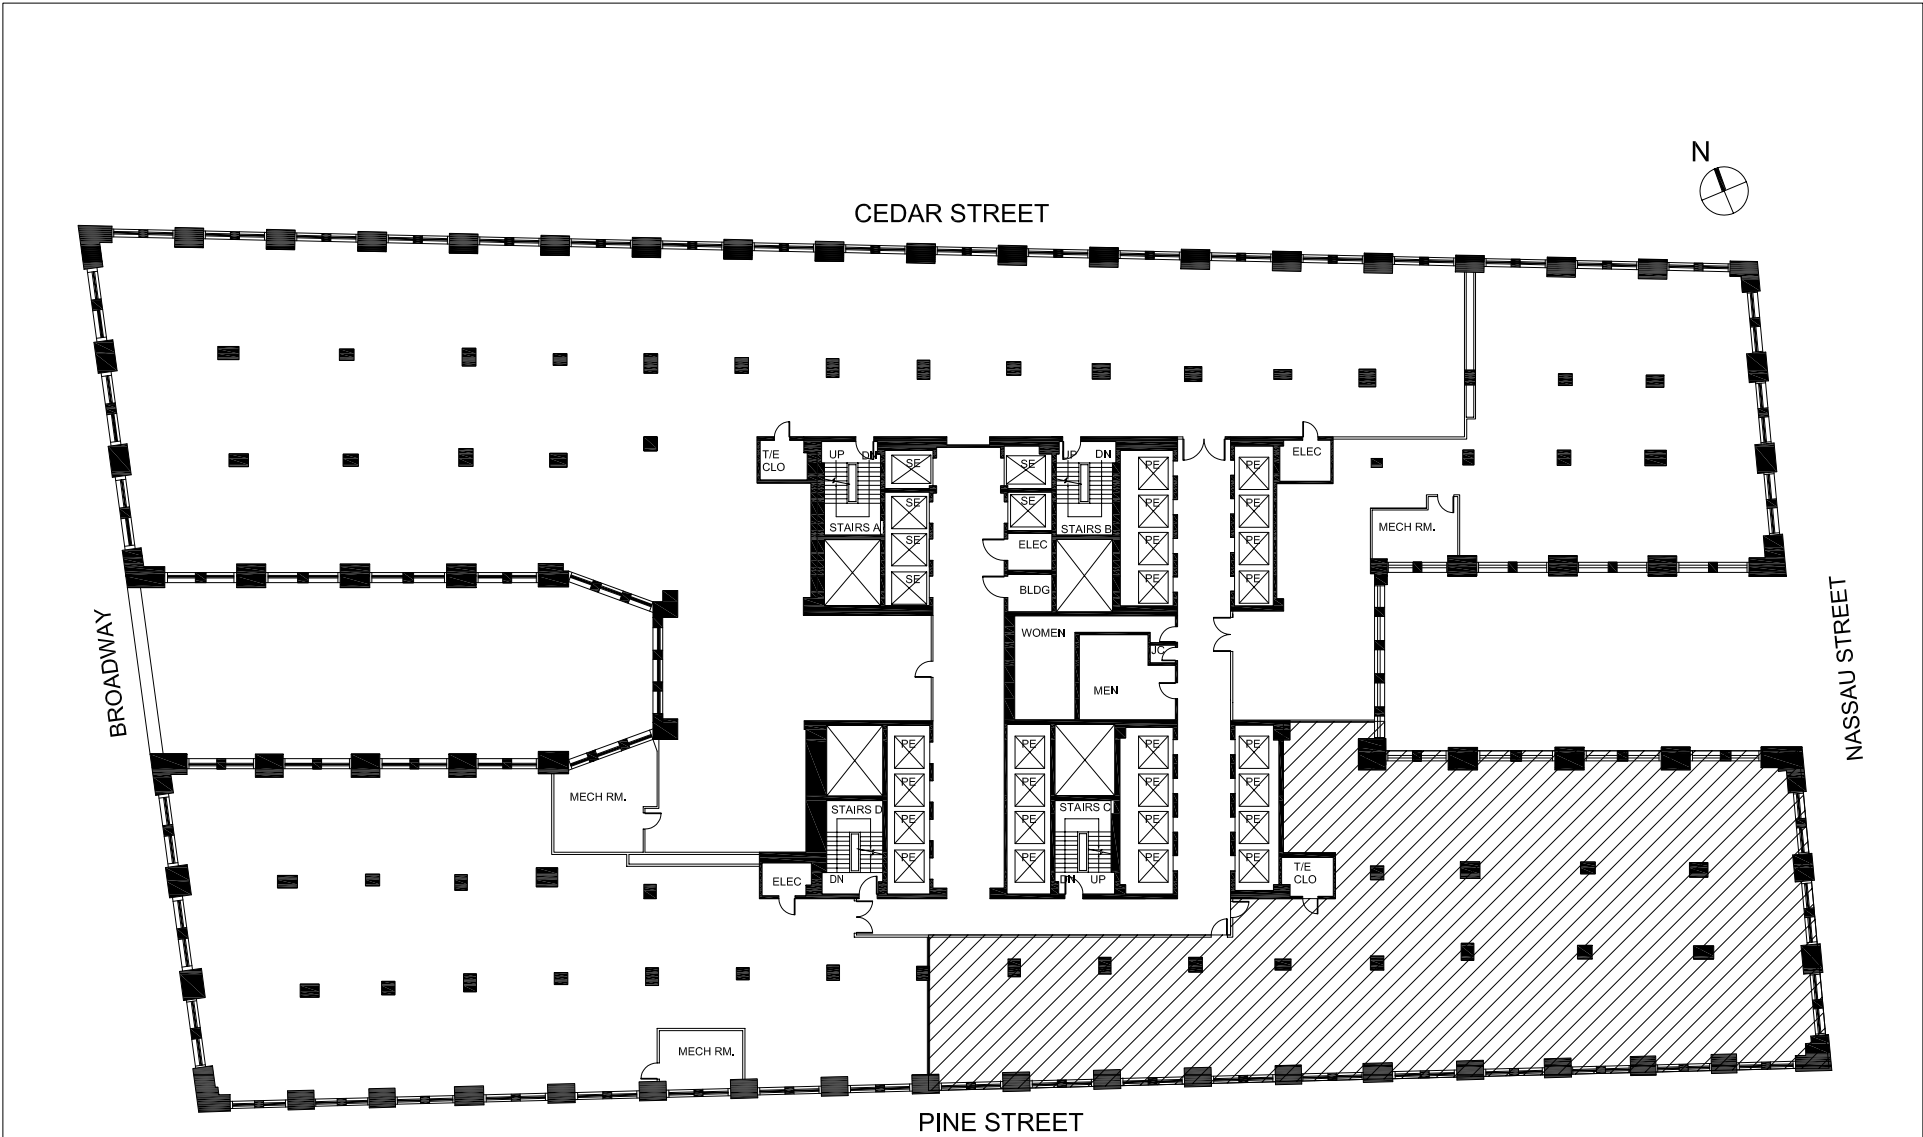 N
CEDAR STREET
T/E
CLO
UP
DN
SE
SE
UP
DN
PE
PE
ELEC
SE
SE
PE
PE
STAIRS A
STAIRS B
MECH RM.
SE
ELEC
PE
PE
SE
BLDG
PE
PE
BROADWAY
WOMEN
JC
MEN
NASSAU STREET
PE
PE
PE
PE
MECH RM.
PE
PE
PE
PE
STAIRS D
STAIRS C
PE
PE
PE
PE
PE
PE
PE
PE
ELEC
DN
DN
UP
T/E
CLO
MECH RM.
PINE STREET